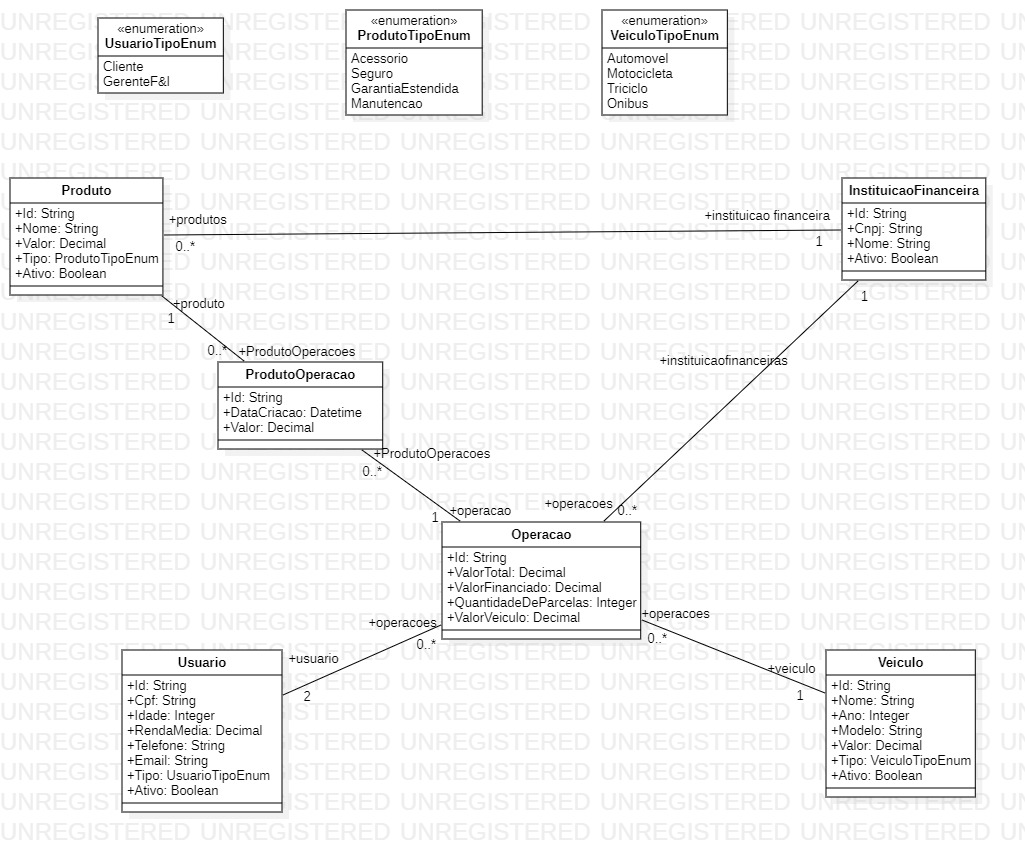 «enumeration»
UsuarioTipoEnum
Cliente
GerenteF&I
«enumeration»
ProdutoTipoEnum
Acessorio
Seguro
GarantiaEstendida
Manutencao
«enumeration»
VeiculoTipoEnum
Automovel
Motocicleta
Triciclo
Onibus
Produto
+Id: String
+Nome: String
+Valor: Decimal
+Tipo: ProdutoTipoEnum
+Ativo: Boolean
+produtos
0..*
+instituicao financeira
1
InstituicaoFinanceira
+Id: String
+Cnpj: String
+Nome: String
+Ativo: Boolean
+produto
1
0..*
+ProdutoOperacoes
ProdutoOperacao
+Id: String
+DataCriacao: Datetime
+Valor: Decimal
1
+instituicaofinanceiras
+ProdutoOperacoes
0..*
1
+operacao
+operacoes
0..*
Operacao
+Id: String
+ValorTotal: Decimal
+ValorFinanciado: Decimal
+QuantidadeDeParcelas: Integer
+ValorVeiculo: Decimal
+operacoes
0..*
+usuario
2
+operacoes
0..*
+veiculo
1
Usuario
+Id: String
+Cpf: String
+Idade: Integer
+RendaMedia: Decimal
+Telefone: String
+Email: String
+Tipo: UsuarioTipoEnum
+Ativo: Boolean
Veiculo
+Id: String
+Nome: String
+Ano: Integer
+Modelo: String
+Valor: Decimal
+Tipo: VeiculoTipoEnum
+Ativo: Boolean
UNREGISTERED